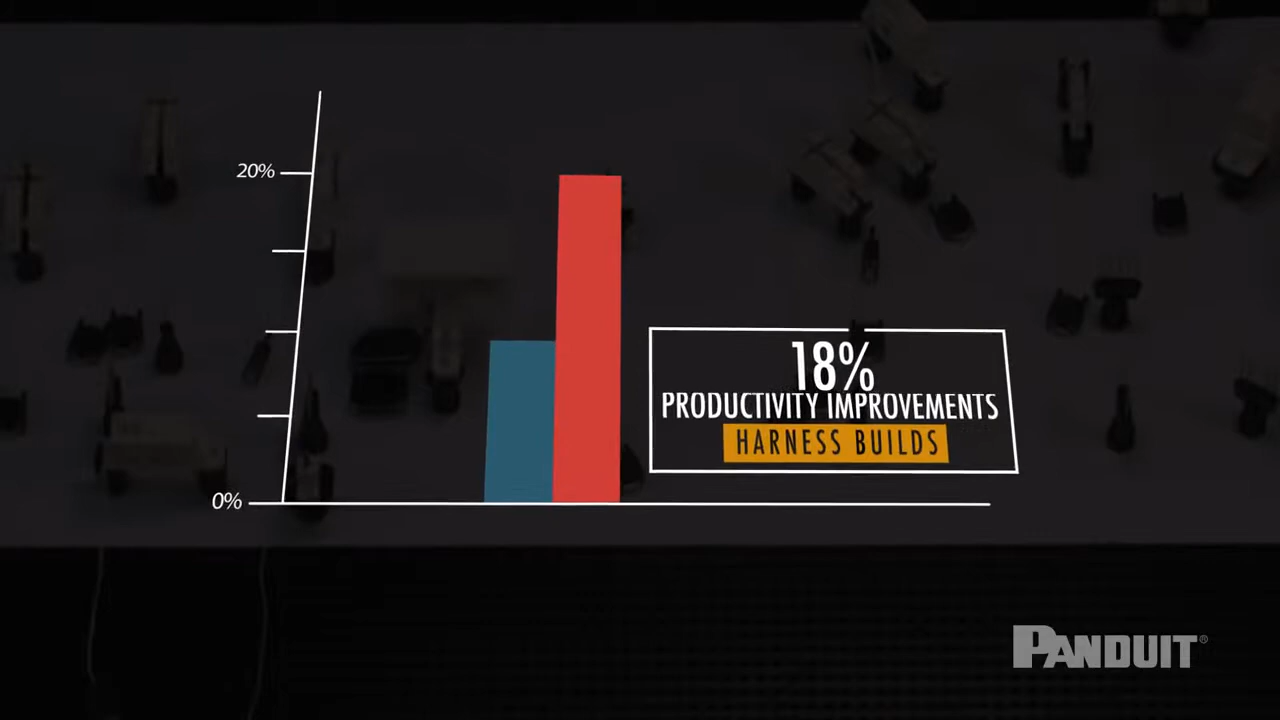 20%
0%
18%
PRODUCTIVITY IMPROVEMENTS
HARNESS BUILDS
PANDUIT®